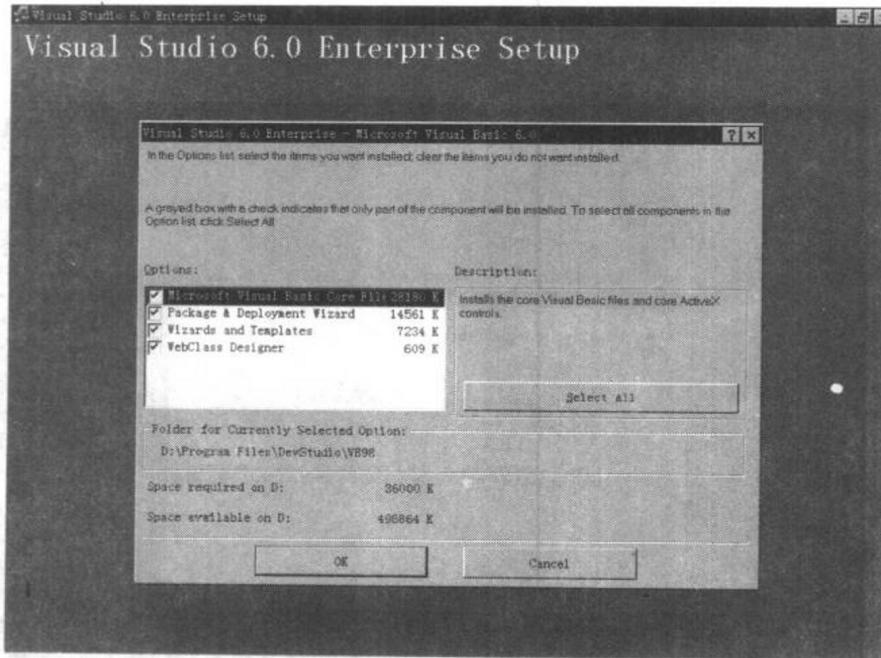 Visual Studio 6.0 Enterprise Setup
Visual Studio 6.0 Enterprise Setup
Visual Studio 6.0 Enterprise - Microsoft Visual Basic 6.0
In the Options list, select the items you want installed; clear the items you do not want installed.
A grayed box with a check indicates that only part of the component will be installed. To select all components in the
Option list, click Select All
Options:
Description:
Microsoft Visual Basic Core File 28180 K
Package & Deployment Wizard 14561 K
Wizards and Templates 7234 K
WebClass Designer 609 K
Installs the core Visual Basic files and core ActiveX
controls.
Select All
Folder for Currently Selected Option:
D:\Program Files\DevStudio\VB98
Space required on D: 36000 K
Space available on D: 498864 K
OK
Cancel